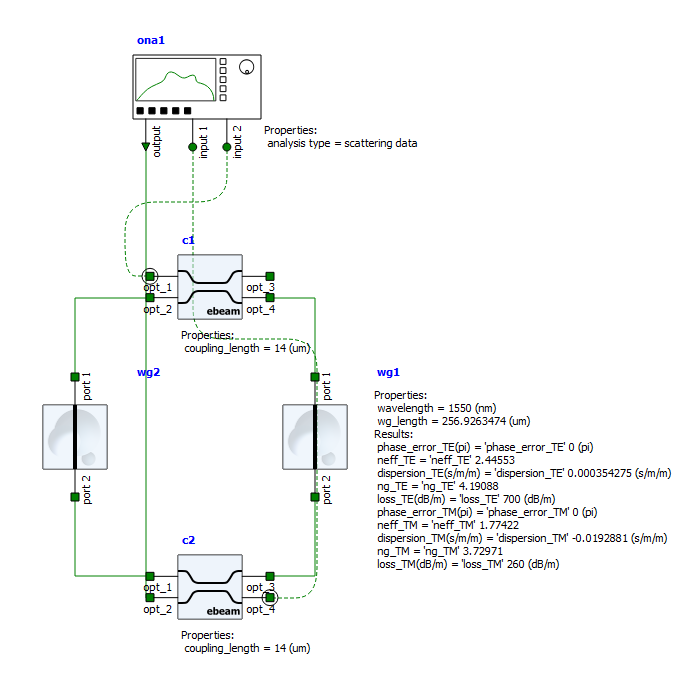 ona1
output
input 1
input 2
Properties:
analysis type = scattering data
c1
opt_1
opt_3
opt_2
opt_4
ebeam
Properties:
coupling_length = 14 (um)
wg2
port 1
port 2
port 1
port 2
wg1
Properties:
wavelength = 1550 (nm)
wg_length = 256.9263474 (um)
Results:
phase_error_TE(pi) = 'phase_error_TE' 0 (pi)
neff_TE = 'neff_TE' 2.44553
dispersion_TE(s/m/m) = 'dispersion_TE' 0.000354275 (s/m/m)
ng_TE = 'ng_TE' 4.19088
loss_TE(dB/m) = 'loss_TE' 700 (dB/m)
phase_error_TM(pi) = 'phase_error_TM' 0 (pi)
neff_TM = 'neff_TM' 1.77422
dispersion_TM(s/m/m) = 'dispersion_TM' -0.0192881 (s/m/m)
ng_TM = 'ng_TM' 3.72971
loss_TM(dB/m) = 'loss_TM' 260 (dB/m)
c2
opt_1
opt_3
opt_2
opt_4
ebeam
Properties:
coupling_length = 14 (um)